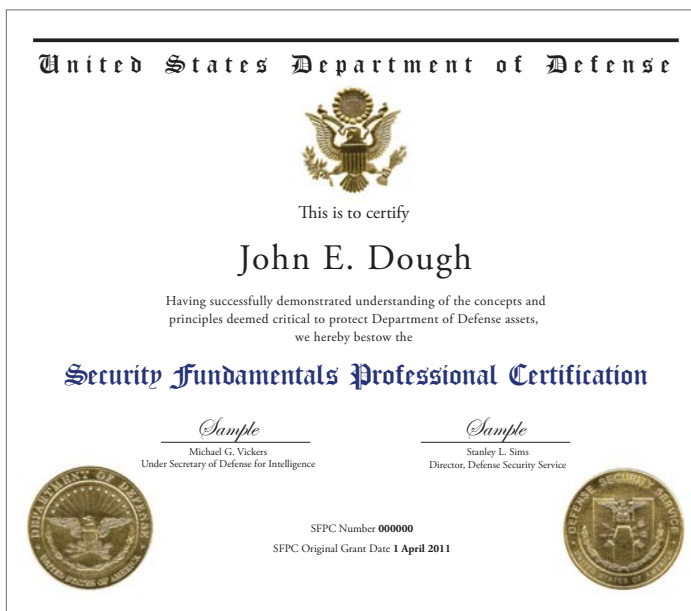 United States Department of Defense
This is to certify
John E. Dough
Having successfully demonstrated understanding of the concepts and
principles deemed critical to protect Department of Defense assets,
we hereby bestow the
Security Fundamentals Professional Certification
Sample
Michael G. Vickers
Under Secretary of Defense for Intelligence
Sample
Stanley L. Sims
Director, Defense Security Service
DEPARTMENT OF DEFENSE
UNITED STATES OF AMERICA
DEFENSE SECURITY SERVICE
UNITED STATES OF AMERICA
SFPC Number 000000
SFPC Original Grant Date 1 April 2011